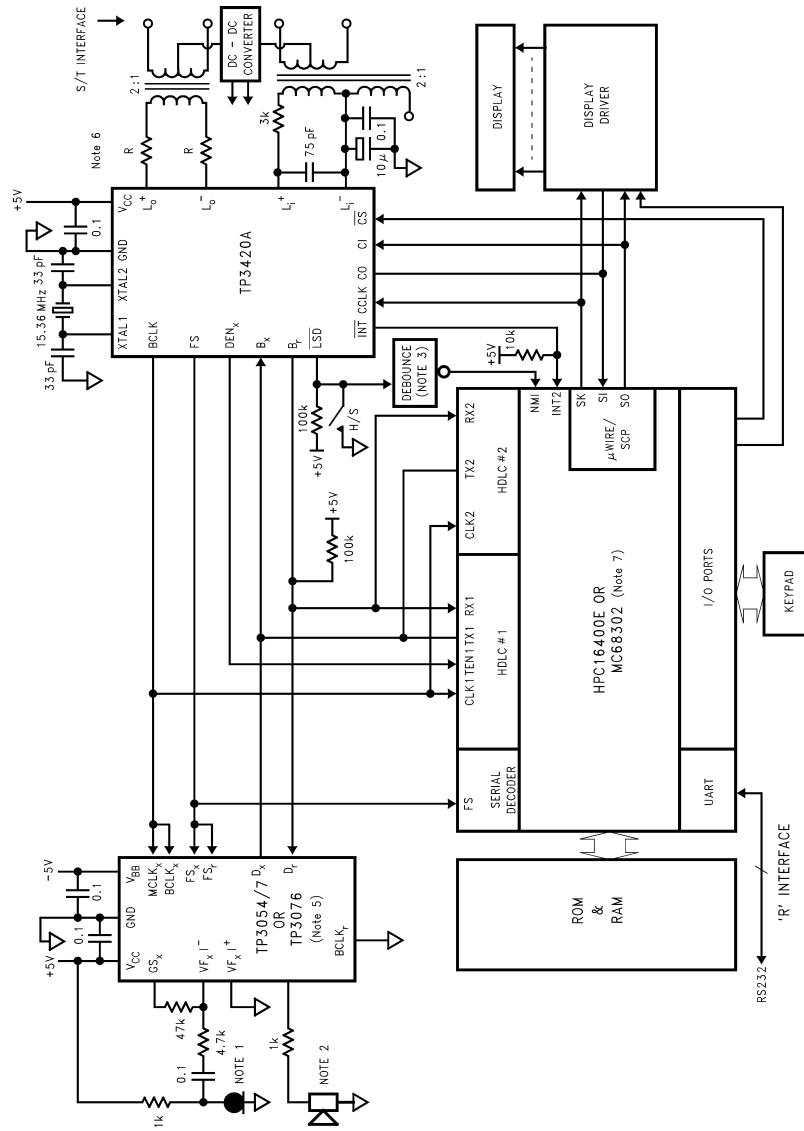 S/T INTERFACE
DC - DC
CONVERTER
2:1
2:1
Note 6
R
R
3k
75 pF
10 µ
0.1
+5V
0.1
15.36 MHz
33 pF
33 pF
XTAL1
XTAL2
GND
VCC
Lo+
Lo−
Li+
Li−
TP3420A
BCLK
FS
DENx
Bx
Br
LSD
INT
CCLK
CO
CI
CS
DISPLAY
DISPLAY
DRIVER
DEBOUNCE
(NOTE 3)
+5V
10k
100k
+5V
H/S
+5V
100k
NMI
INT2
SK
SI
SO
µWIRE/
SCP
RX2
TX2
CLK2
HDLC #2
RX1
TX1
TEN1
CLK1
HDLC #1
FS
SERIAL
DECODER
HPC16400E OR
MC68302 (Note 7)
I/O PORTS
UART
KEYPAD
ROM
&
RAM
'R' INTERFACE
RS232
-5V
0.1
0.1
+5V
VBB
GND
VCC
MCLKx
BCLKx
FSx
FSr
Dx
Dr
TP3054/7
OR
TP3076
(Note 5)
GSx
VFxI−
VFxI+
BCLKr
47k
4.7k
0.1
1k
NOTE 1
1k
NOTE 2